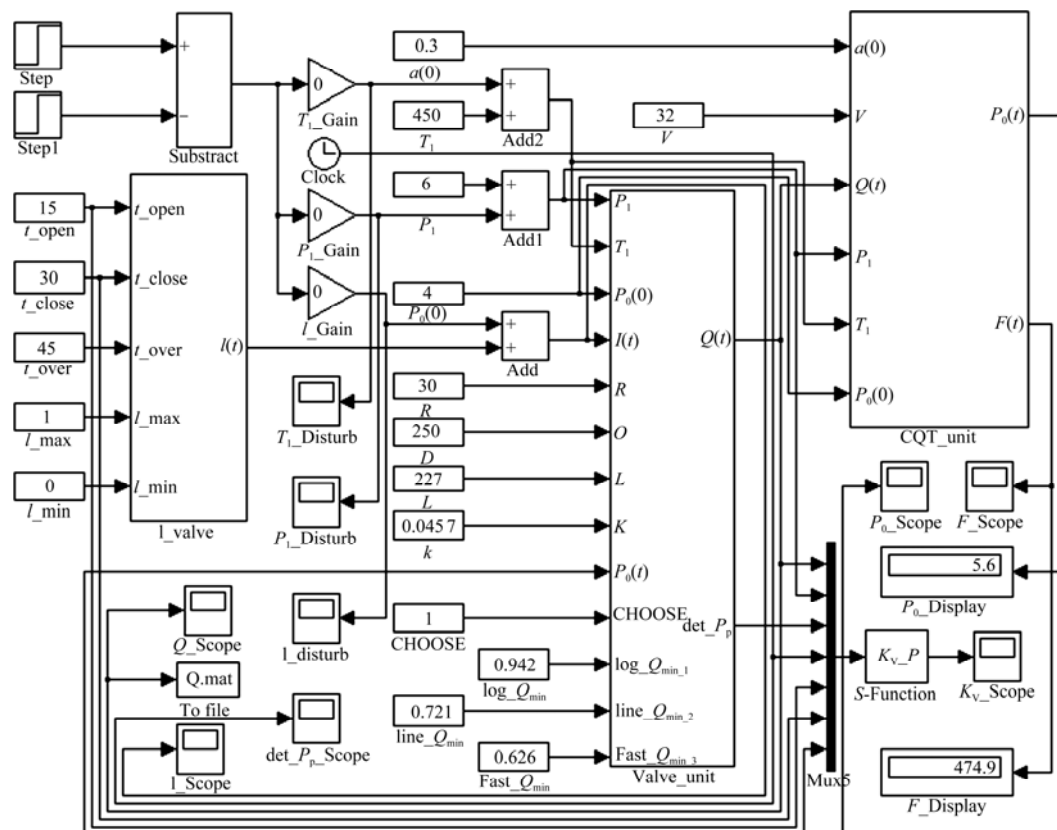 Step
Step1
+
−
Substract
15
t_open
30
t_close
45
t_over
1
l_max
0
l_min
t_open
t_close
t_over
l_max
l_min
l(t)
l_valve
0
T₁_Gain
0
P₁_Gain
0
l_Gain
Clock
0.3
a(0)
450
T₁
6
P₁
4
P₀(0)
+
+
Add2
+
+
Add1
+
+
Add
32
V
30
R
250
D
227
L
0.0457
k
1
CHOOSE
0.942
log_Qmin
0.721
line_Qmin
0.626
Fast_Qmin
T₁_Disturb
P₁_Disturb
l_disturb
Q_Scope
Q.mat
To file
l_Scope
det_Pp_Scope
P₁
T₁
P₀(0)
I(t)
R
O
L
K
P₀(t)
CHOOSE
log_Qmin_1
line_Qmin_2
Fast_Qmin_3
Q(t)
det_Pp
Valve_unit
a(0)
V
Q(t)
P₁
T₁
P₀(0)
P₀(t)
F(t)
CQT_unit
P₀_Scope
F_Scope
5.6
P₀_Display
Kv_P
S-Function
Kv_Scope
Mux5
474.9
F_Display